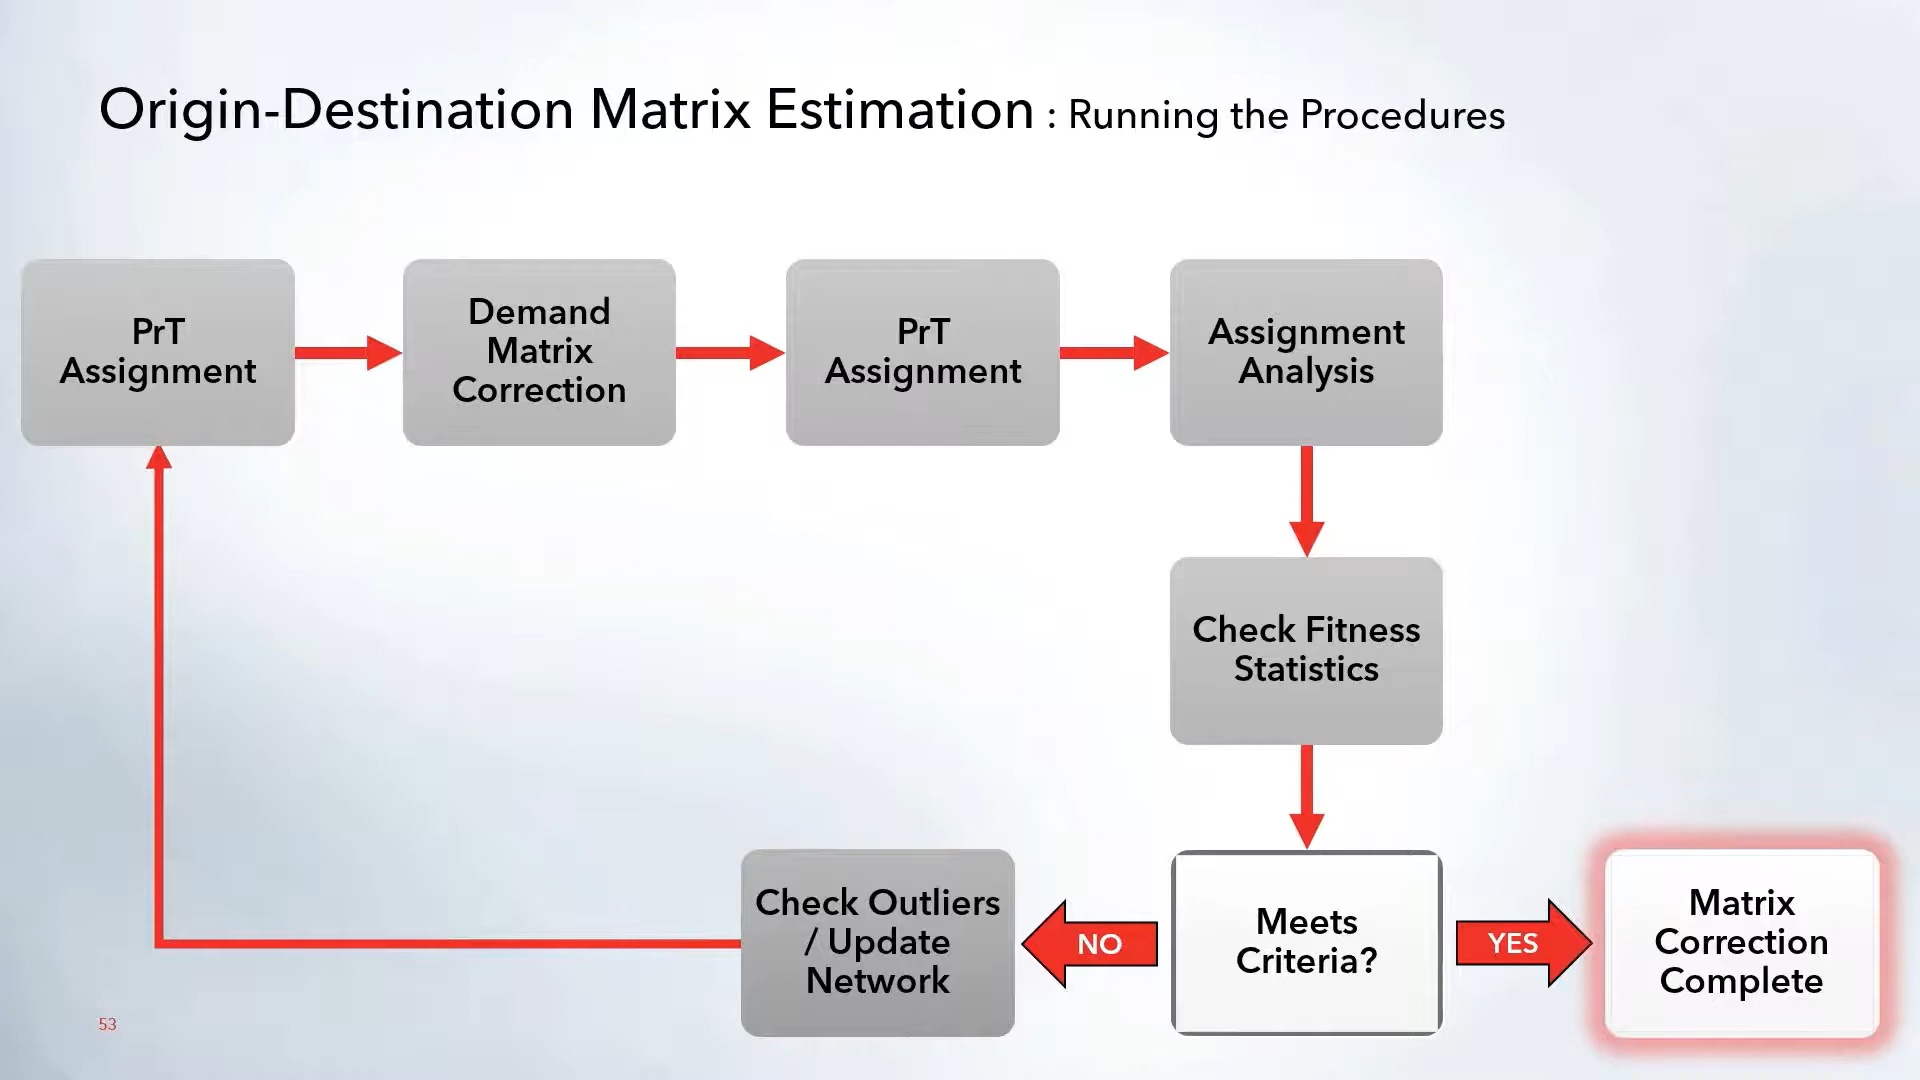 Origin-Destination Matrix Estimation : Running the Procedures
PrT
Assignment
Demand
Matrix
Correction
PrT
Assignment
Assignment
Analysis
Check Fitness
Statistics
Meets
Criteria?
NO
YES
Check Outliers
/ Update
Network
Matrix
Correction
Complete
53